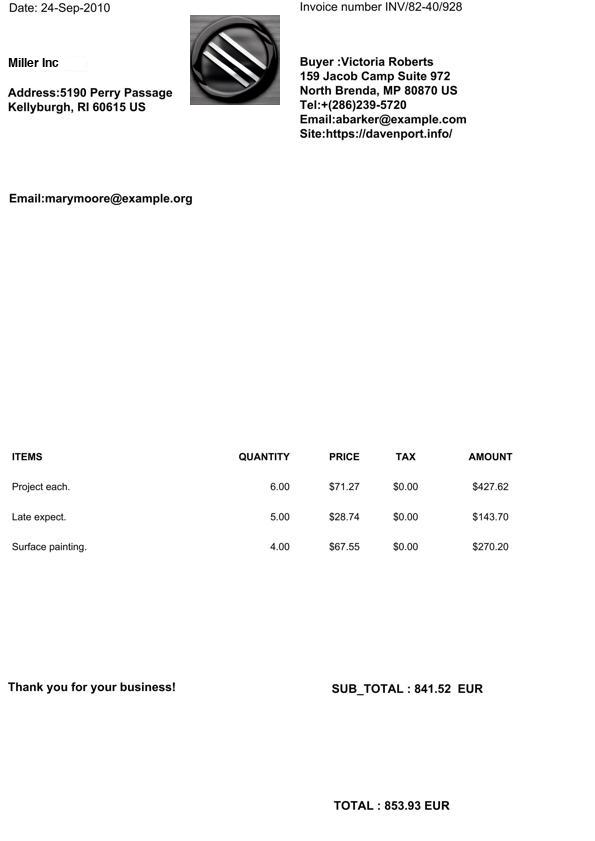 Date: 24-Sep-2010
Invoice number INV/82-40/928
Miller Inc
Address:5190 Perry Passage
Kellyburgh, RI 60615 US
Buyer :Victoria Roberts
159 Jacob Camp Suite 972
North Brenda, MP 80870 US
Tel:+(286)239-5720
Email:abarker@example.com
Site:https://davenport.info/
Email:marymoore@example.org
ITEMS QUANTITY PRICE TAX AMOUNT
Project each. 6.00 $71.27 $0.00 $427.62
Late expect. 5.00 $28.74 $0.00 $143.70
Surface painting. 4.00 $67.55 $0.00 $270.20
Thank you for your business!
SUB_TOTAL : 841.52 EUR
TOTAL : 853.93 EUR